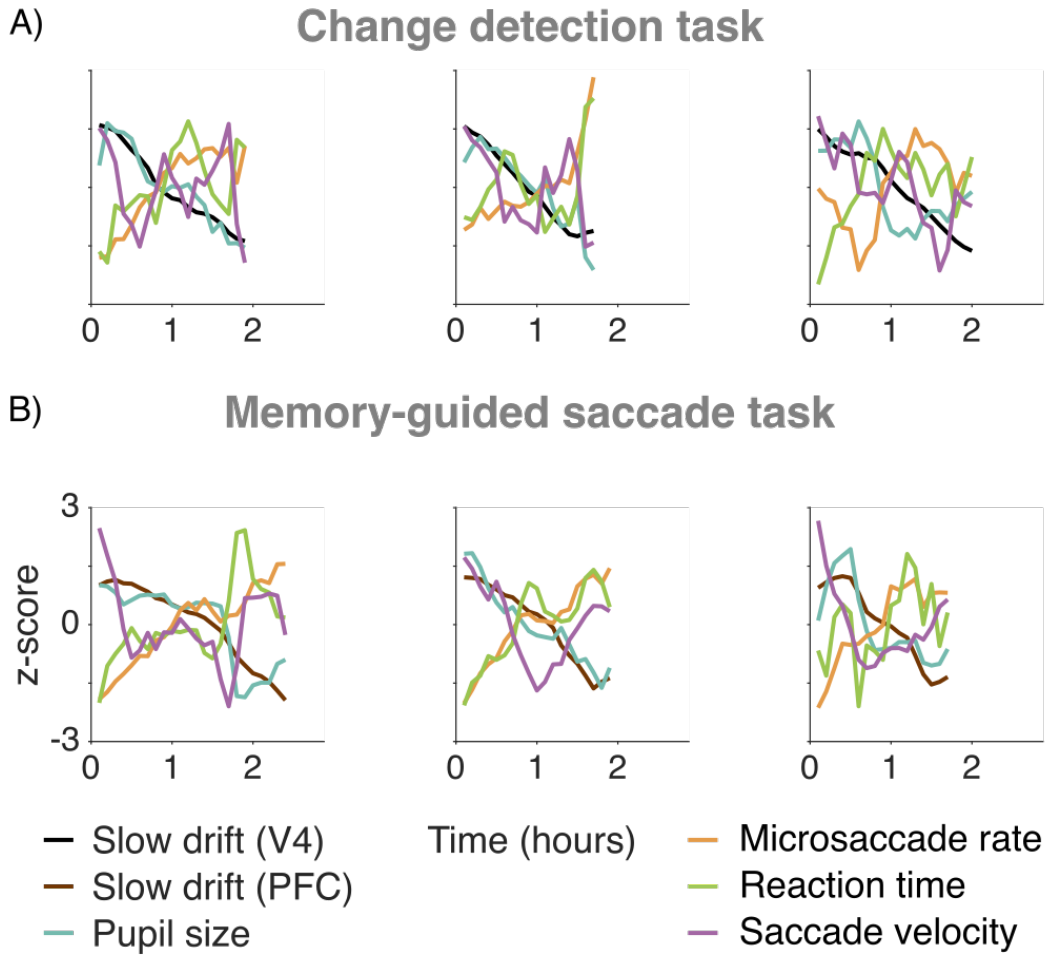 A)
Change detection task
0 1 2
0 1 2
0 1 2
B)
Memory-guided saccade task
3
0
-3
z-score
0 1 2
0 1 2
0 1 2
Time (hours)
Slow drift (V4)
Slow drift (PFC)
Pupil size
Microsaccade rate
Reaction time
Saccade velocity